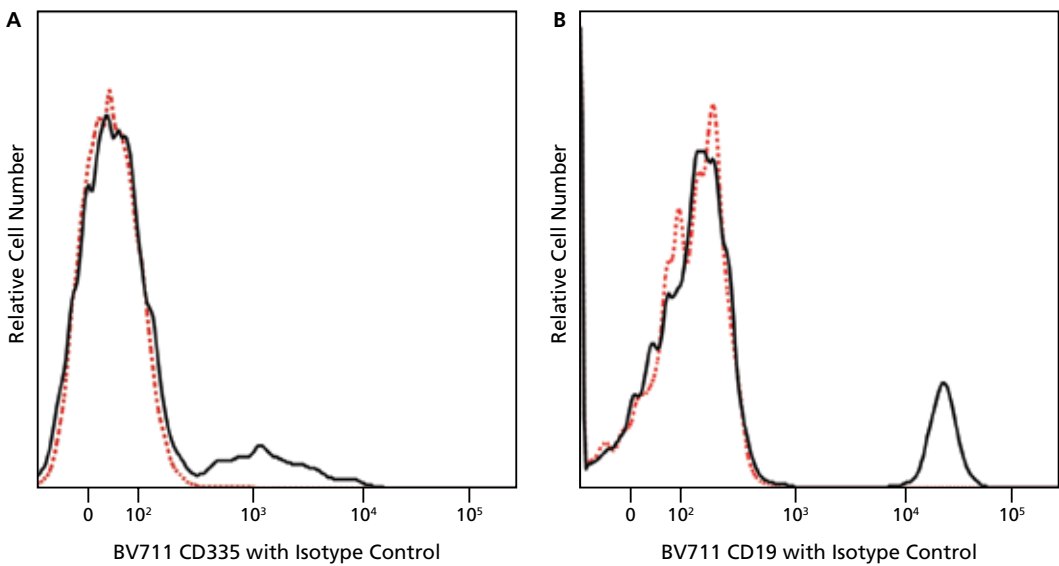 A
Relative Cell Number
0 10² 10³ 10⁴ 10⁵
BV711 CD335 with Isotype Control
B
Relative Cell Number
0 10² 10³ 10⁴ 10⁵
BV711 CD19 with Isotype Control